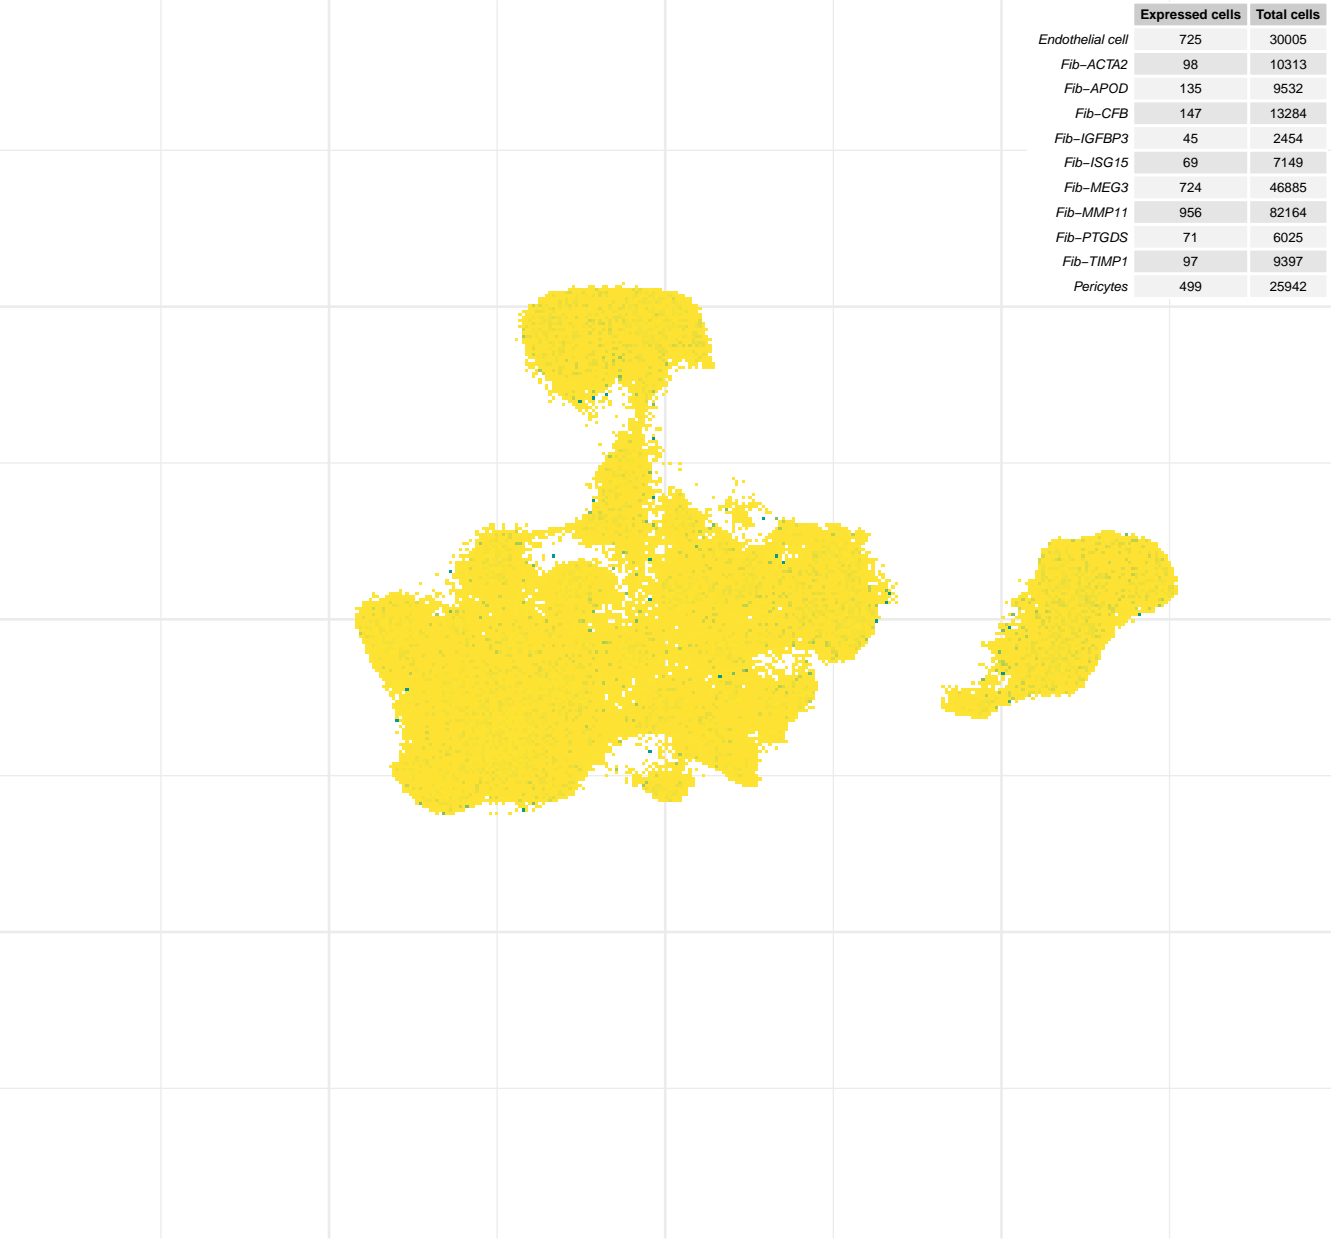 Expressed cells Total cells
Endothelial cell 725 30005
Fib−ACTA2 98 10313
Fib−APOD 135 9532
Fib−CFB 147 13284
Fib−IGFBP3 45 2454
Fib−ISG15 69 7149
Fib−MEG3 724 46885
Fib−MMP11 956 82164
Fib−PTGDS 71 6025
Fib−TIMP1 97 9397
Pericytes 499 25942